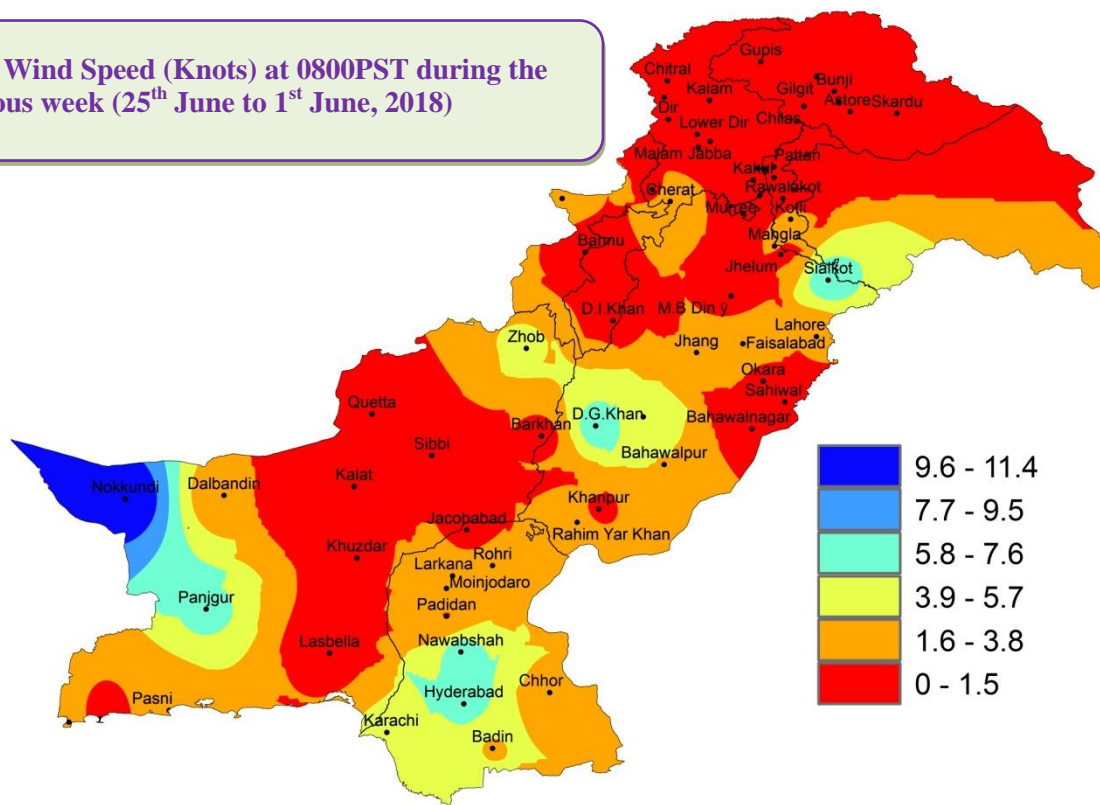 Wind Speed (Knots) at 0800PST during the
ous week (25th June to 1st June, 2018)
Gupis
Chitral
Bunji
Kalam
Gilgit
Astore
Skardu
Dir
Chilas
Lower Dir
Malam Jabba
Pattan
Kakul
Rawalakot
Cherat
Murree
Kotli
Mangla
Bannu
Jhelum
Sialkot
D.I.Khan
M.B Din ÿ
Lahore
Zhob
Jhang
Faisalabad
Okara
Sahiwal
Quetta
D.G.Khan
Bahawalnagar
Barkhan
Sibbi
Bahawalpur
Kalat
Nokkundi
Dalbandin
Khanpur
Jacobabad
Rahim Yar Khan
Khuzdar
Rohri
Larkana
Moinjodaro
Panjgur
Padidan
Lasbella
Nawabshah
Pasni
Hyderabad
Chhor
Karachi
Badin
9.6 - 11.4
7.7 - 9.5
5.8 - 7.6
3.9 - 5.7
1.6 - 3.8
0 - 1.5